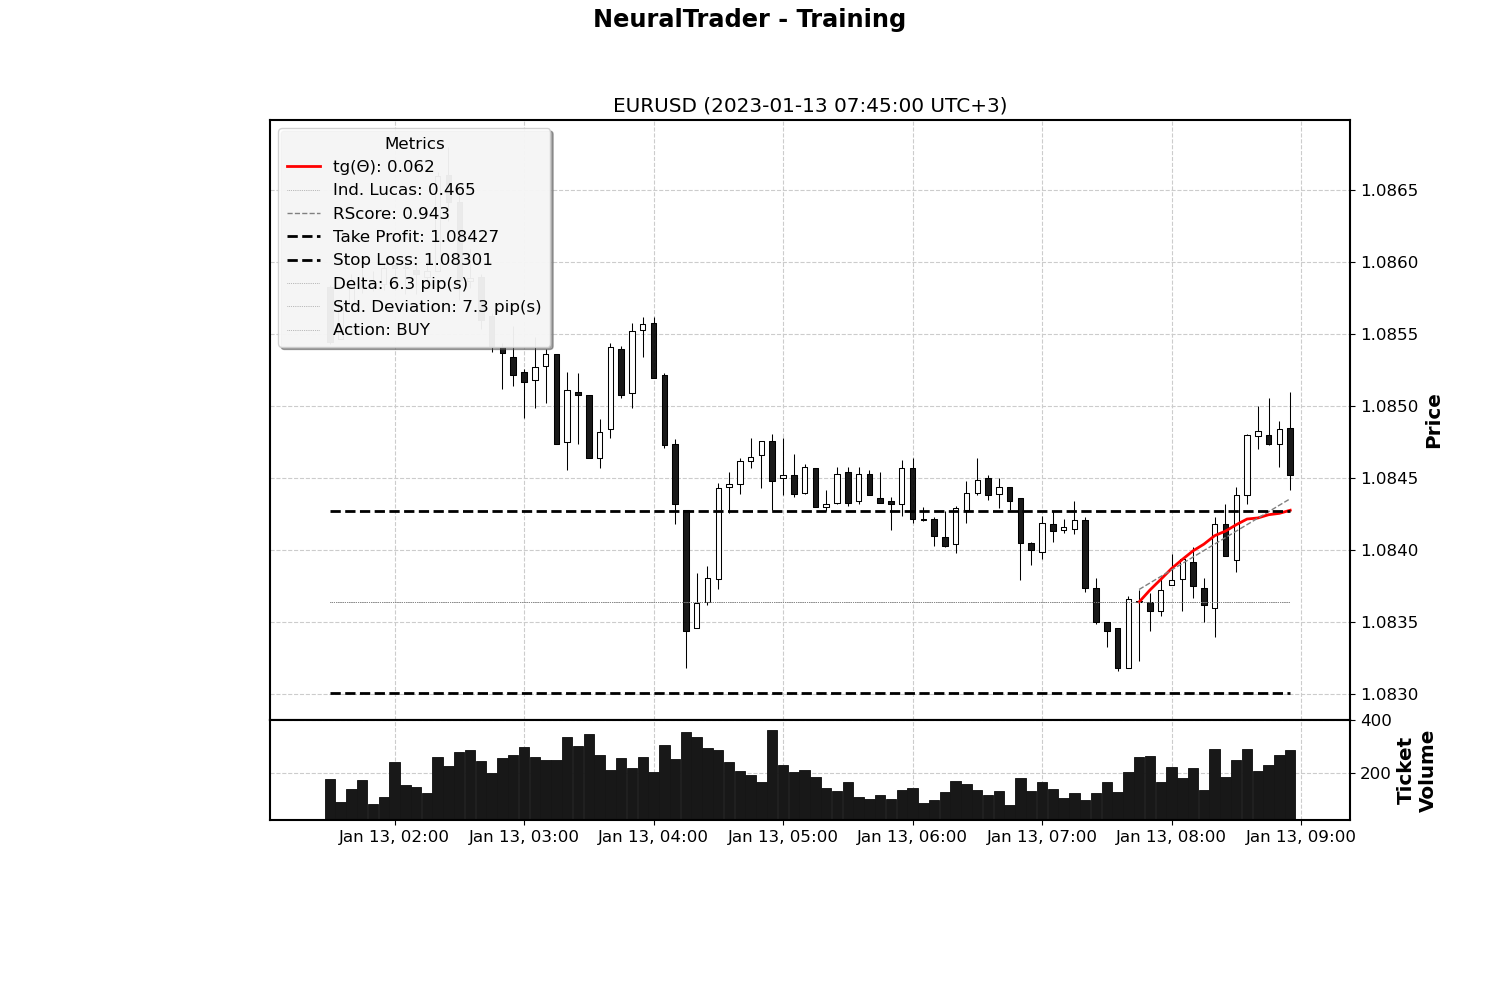 NeuralTrader - Training
EURUSD (2023-01-13 07:45:00 UTC+3)
Metrics
tg(Θ): 0.062
Ind. Lucas: 0.465
RScore: 0.943
Take Profit: 1.08427
Stop Loss: 1.08301
Delta: 6.3 pip(s)
Std. Deviation: 7.3 pip(s)
Action: BUY
1.0865
1.0860
1.0855
1.0850
1.0845
1.0840
1.0835
1.0830
Price
400
200
Ticket
Volume
Jan 13, 02:00
Jan 13, 03:00
Jan 13, 04:00
Jan 13, 05:00
Jan 13, 06:00
Jan 13, 07:00
Jan 13, 08:00
Jan 13, 09:00